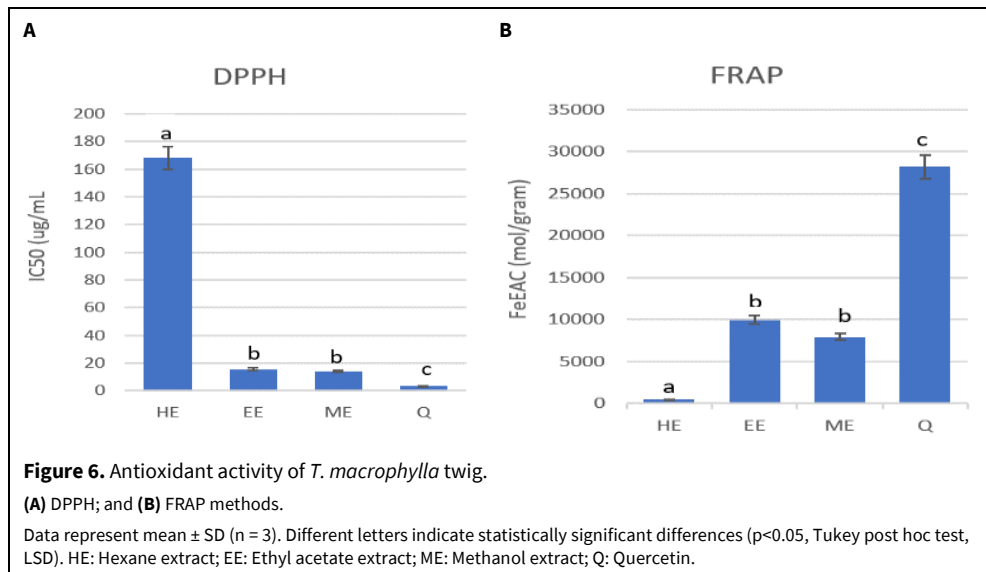 A
DPPH
IC50 (ug/mL)
200
180
160
140
120
100
80
60
40
20
0
a
b
b
c
HE EE ME Q
B
FRAP
FeEAC (mol/gram)
35000
30000
25000
20000
15000
10000
5000
0
a
b
b
c
HE EE ME Q
Figure 6. Antioxidant activity of T. macrophylla twig.
(A) DPPH; and (B) FRAP methods.
Data represent mean ± SD (n = 3). Different letters indicate statistically significant differences (p<0.05, Tukey post hoc test,
LSD). HE: Hexane extract; EE: Ethyl acetate extract; ME: Methanol extract; Q: Quercetin.